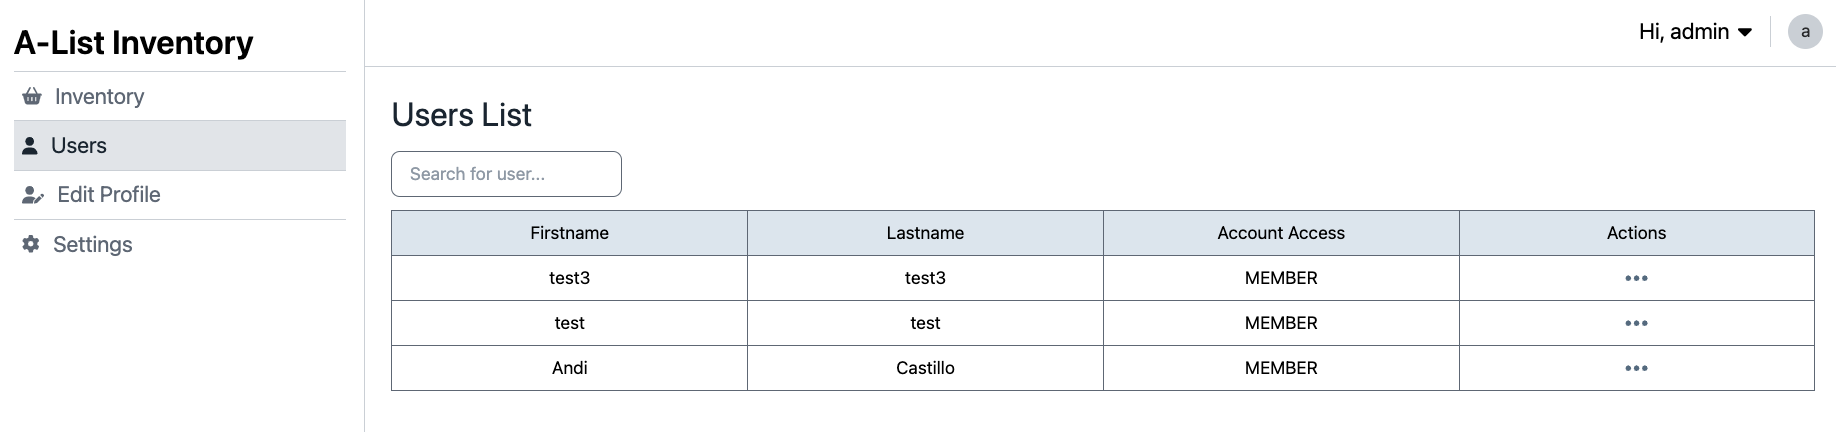 A-List Inventory
Inventory
Users
Edit Profile
Settings
Hi, admin
a
Users List
Search for user...
Firstname Lastname Account Access Actions
test3 test3 MEMBER
test test MEMBER
Andi Castillo MEMBER